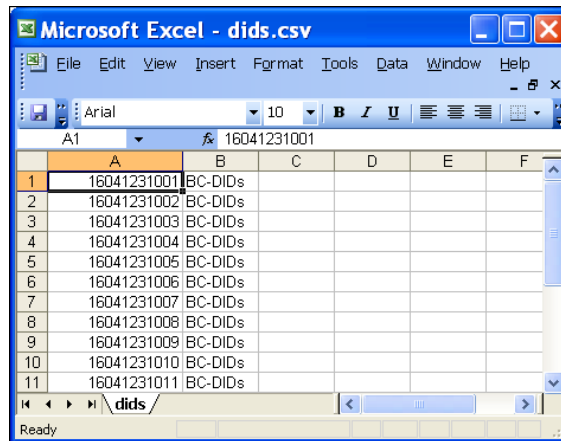 Microsoft Excel - dids.csv
File Edit View Insert Format Tools Data Window Help
Arial 10 B I U
A1 fx 16041231001
A B C D E F
1 16041231001 BC-DIDs
2 16041231002 BC-DIDs
3 16041231003 BC-DIDs
4 16041231004 BC-DIDs
5 16041231005 BC-DIDs
6 16041231006 BC-DIDs
7 16041231007 BC-DIDs
8 16041231008 BC-DIDs
9 16041231009 BC-DIDs
10 16041231010 BC-DIDs
11 16041231011 BC-DIDs
dids
Ready